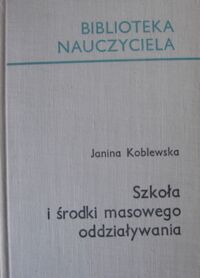 BIBLIOTEKA
NAUCZYCIELA
Janina Koblewska
Szkoła
i środki masowego
oddziaływania